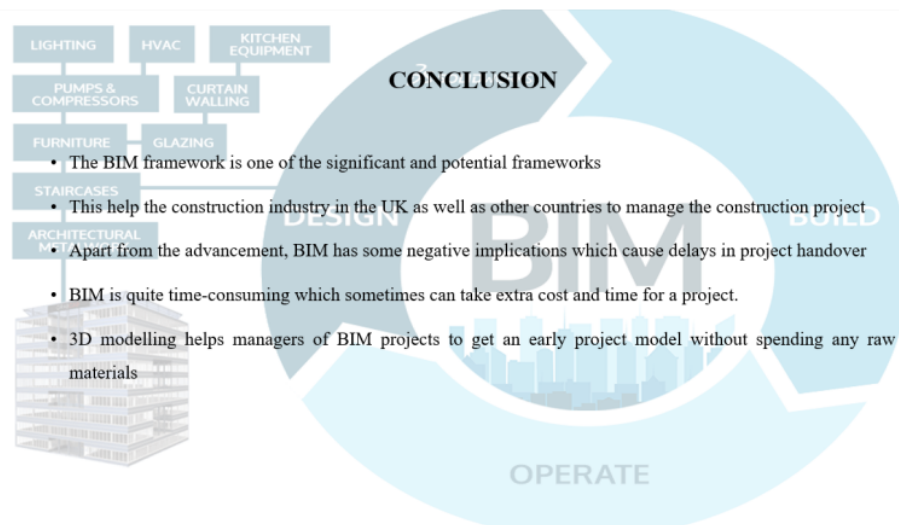 LIGHTING
HVAC
KITCHEN
EQUIPMENT
PUMPS &
COMPRESSORS
CURTAIN
WALLING
CONCLUSION
FURNITURE
GLAZING
• The BIM framework is one of the significant and potential frameworks
STAIRCASES
• This help the construction industry in the UK as well as other countries to manage the construction project
DESIGN
BUILD
ARCHITECTURAL
BIM
• Apart from the advancement, BIM has some negative implications which cause delays in project handover
• BIM is quite time-consuming which sometimes can take extra cost and time for a project.
• 3D modelling helps managers of BIM projects to get an early project model without spending any raw
materials
OPERATE